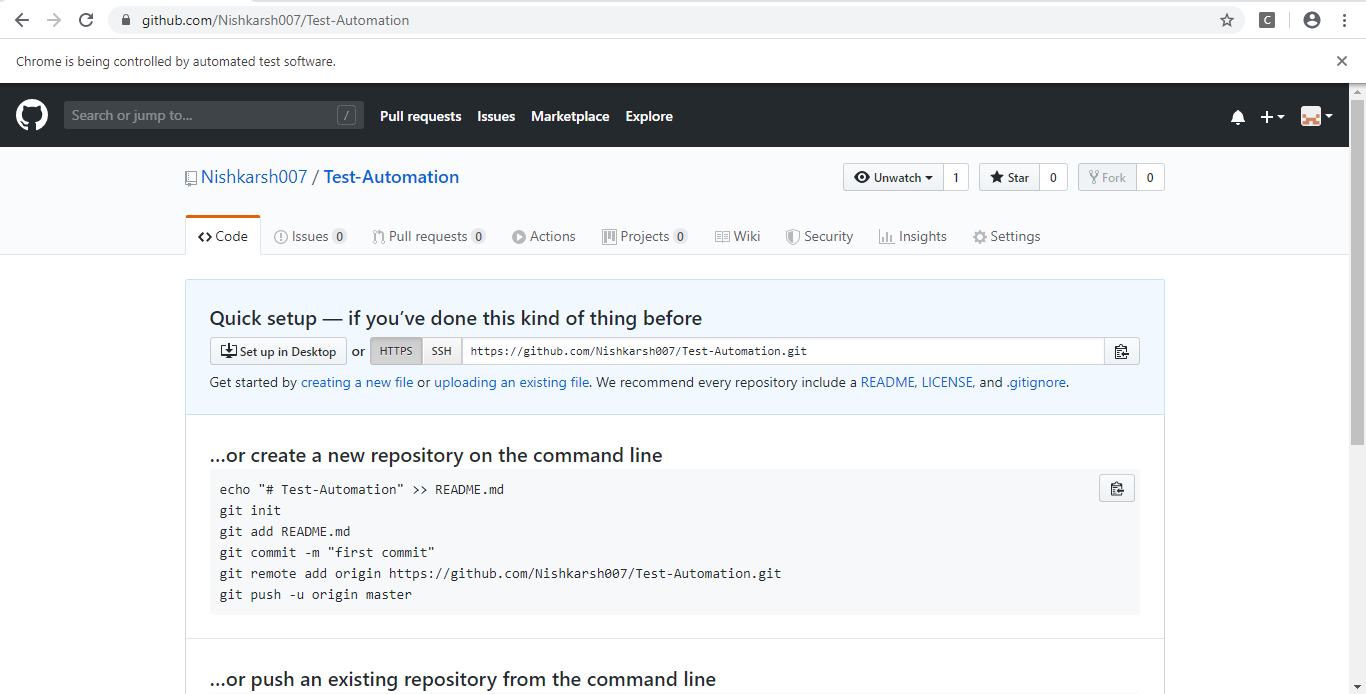 github.com/Nishkarsh007/Test-Automation
C
Chrome is being controlled by automated test software.
Search or jump to... / Pull requests Issues Marketplace Explore
Nishkarsh007 / Test-Automation Unwatch 1 Star 0 Fork 0
Code Issues 0 Pull requests 0 Actions Projects 0 Wiki Security Insights Settings
Quick setup — if you’ve done this kind of thing before
Set up in Desktop or HTTPS SSH https://github.com/Nishkarsh007/Test-Automation.git
Get started by creating a new file or uploading an existing file. We recommend every repository include a README, LICENSE, and .gitignore.
…or create a new repository on the command line
echo "# Test-Automation" >> README.md
git init
git add README.md
git commit -m "first commit"
git remote add origin https://github.com/Nishkarsh007/Test-Automation.git
git push -u origin master
…or push an existing repository from the command line